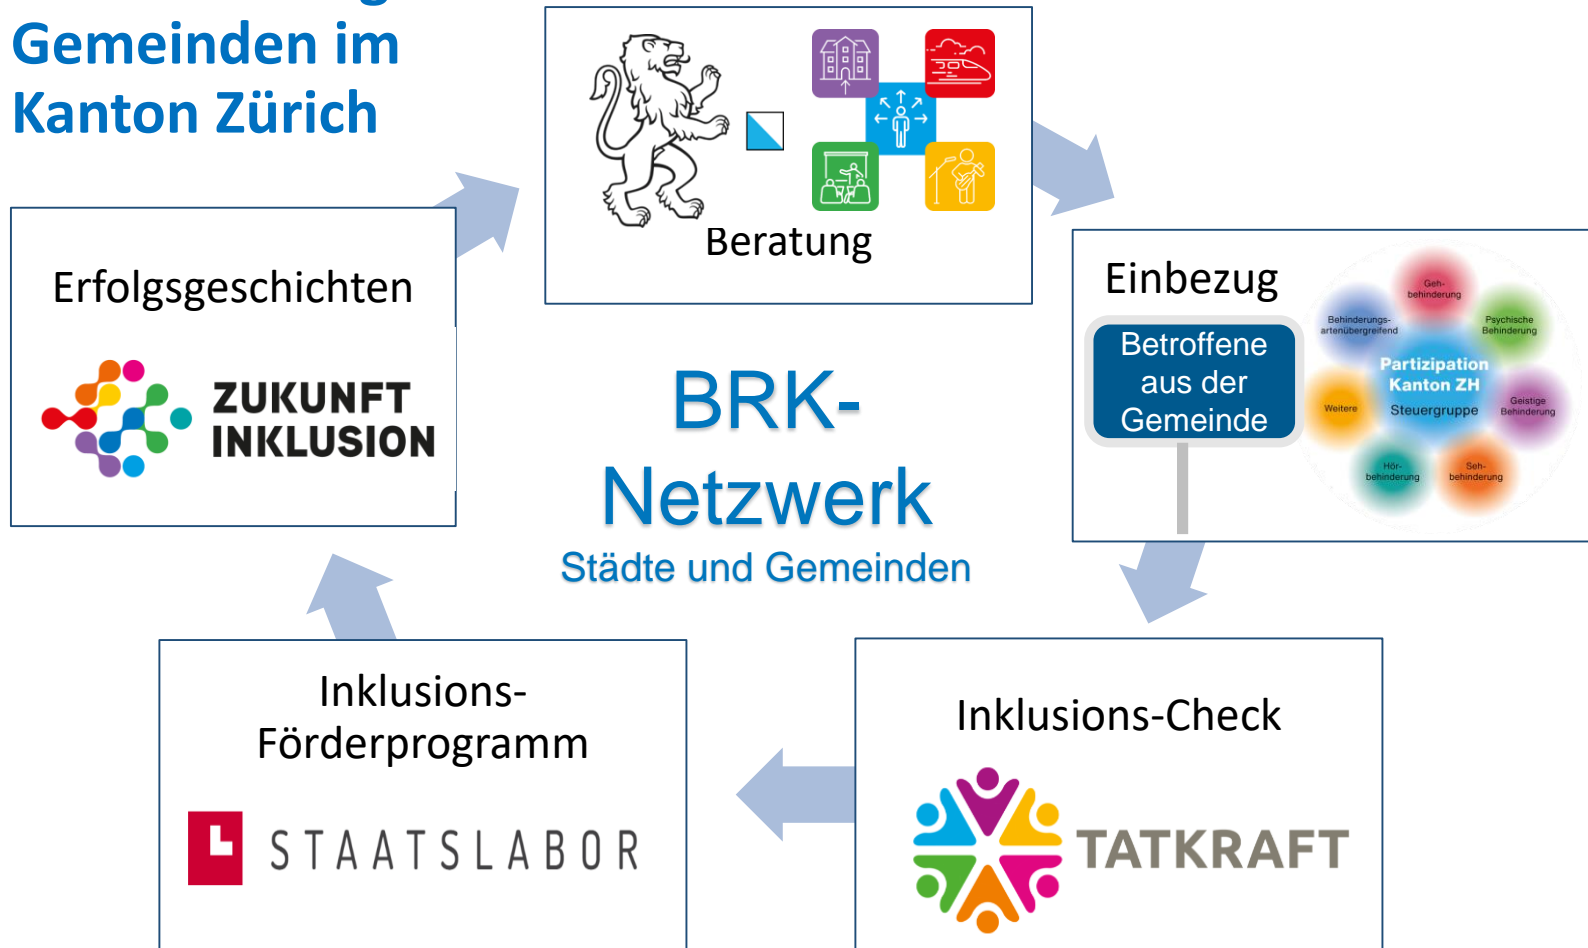 Gemeinden im
Kanton Zürich
Beratung
Einbezug
Betroffene
aus der
Gemeinde
Geh-
behinderung
Psychische
Behinderung
Geistige
Behinderung
Seh-
behinderung
Hör-
behinderung
Weitere
Behinderungs-
artenübergreifend
Partizipation
Kanton ZH
Steuergruppe
Erfolgsgeschichten
ZUKUNFT
INKLUSION
BRK-
Netzwerk
Städte und Gemeinden
Inklusions-
Förderprogramm
STAATSLABOR
Inklusions-Check
TATKRAFT